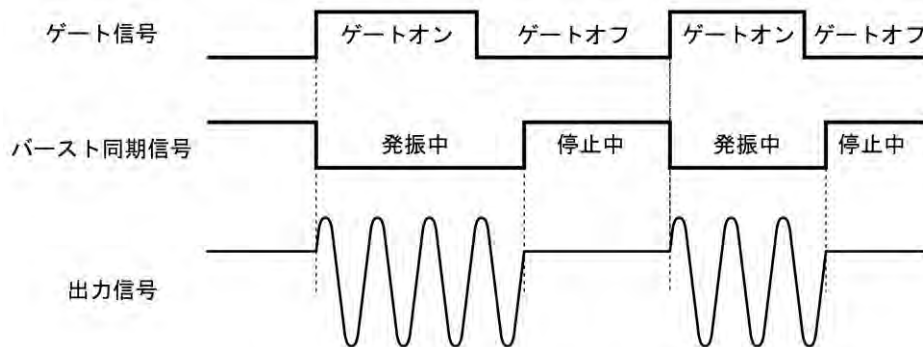 ゲート信号
ゲートオン
ゲートオフ
ゲートオン
ゲートオフ
バースト同期信号
発振中
停止中
発振中
停止中
出力信号